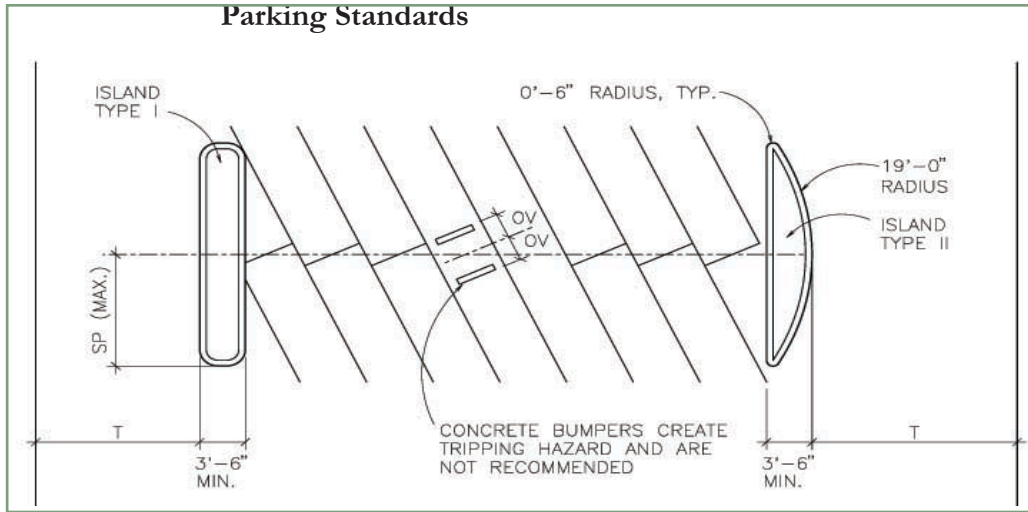 Parking Standards
ISLAND
TYPE I
0'-6" RADIUS, TYP.
19'-0"
RADIUS
ISLAND
TYPE II
OV
OV
SP (MAX.)
CONCRETE BUMPERS CREATE
TRIPPING HAZARD AND ARE
NOT RECOMMENDED
T
3'-6"
MIN.
3'-6"
MIN.
T